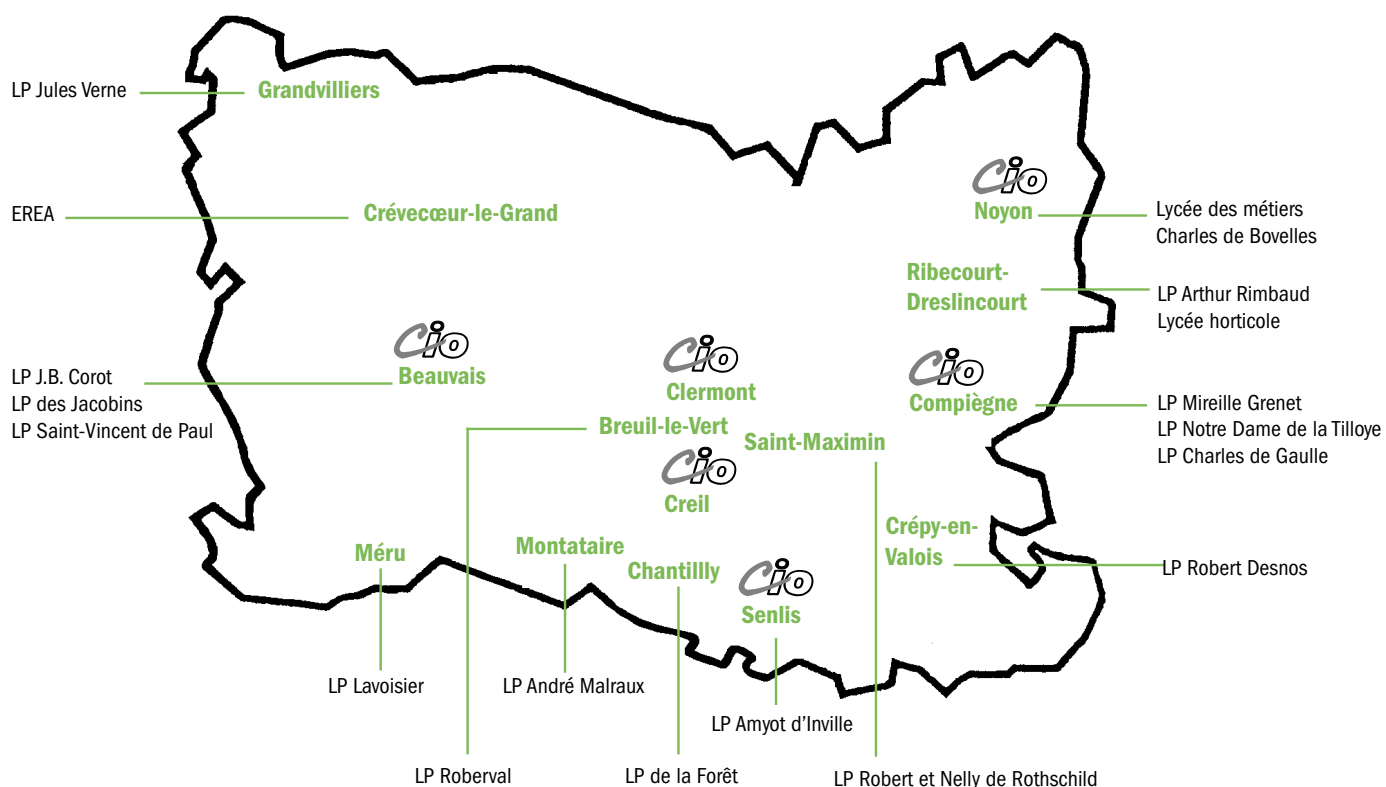 LP Jules Verne
Grandvilliers
cio
EREA
Crévecœur-le-Grand
Noyon
Lycée des métiers
Charles de Bovelles
Ribecourt-
Dreslincourt
LP Arthur Rimbaud
Lycée horticole
cio
Beauvais
LP J.B. Corot
LP des Jacobins
LP Saint-Vincent de Paul
cio
Clermont
cio
Compiègne
LP Mireille Grenet
LP Notre Dame de la Tilloye
LP Charles de Gaulle
Breuil-le-Vert
Saint-Maximin
cio
Creil
Crépy-en-
Valois
LP Robert Desnos
Méru
Montataire
Chantillly
cio
Senlis
LP Lavoisier
LP André Malraux
LP Amyot d'Inville
LP Roberval
LP de la Forêt
LP Robert et Nelly de Rothschild